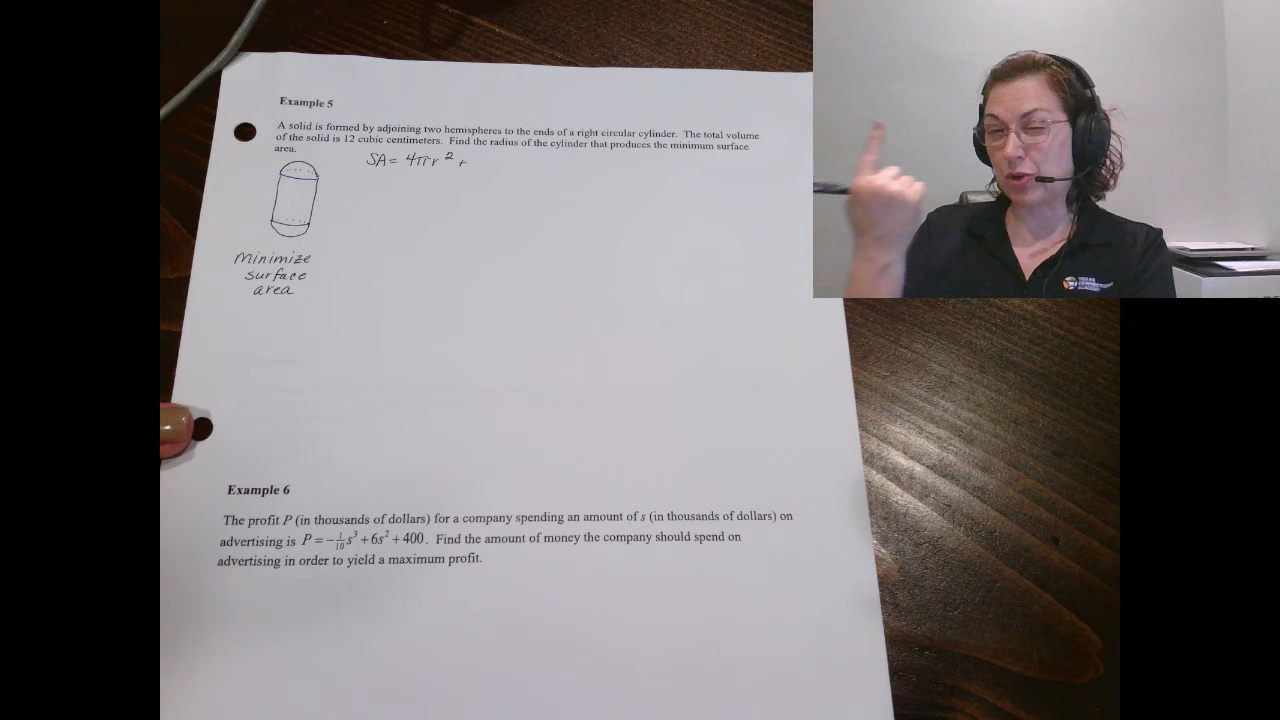 Example 5
A solid is formed by adjoining two hemispheres to the ends of a right circular cylinder. The total volume
of the solid is 12 cubic centimeters. Find the radius of the cylinder that produces the minimum surface
area.
SA = 4πr² +
Minimize
surface
area
Example 6
The profit P (in thousands of dollars) for a company spending an amount of s (in thousands of dollars) on
advertising is P = -1/10 s³ + 6s² + 400. Find the amount of money the company should spend on
advertising in order to yield a maximum profit.
TEXAS
CONNECTIONS
ACADEMY